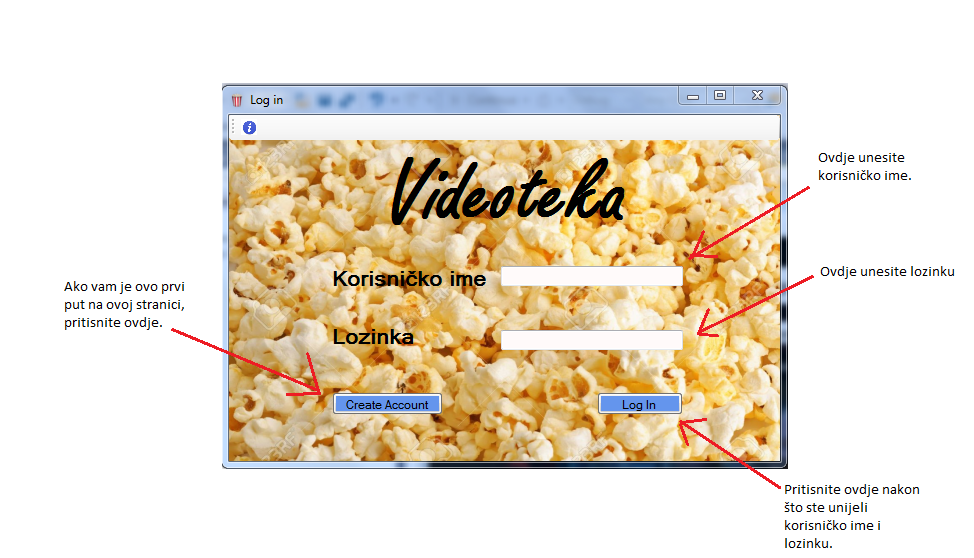 Log in
Videoteka
Ovdje unesite
korisničko ime.
Korisničko ime
Ovdje unesite lozinku
Ako vam je ovo prvi
put na ovoj stranici,
pritisnite ovdje.
Lozinka
Create Account
Log In
Pritisnite ovdje nakon
što ste unijeli
korisničko ime i
lozinku.